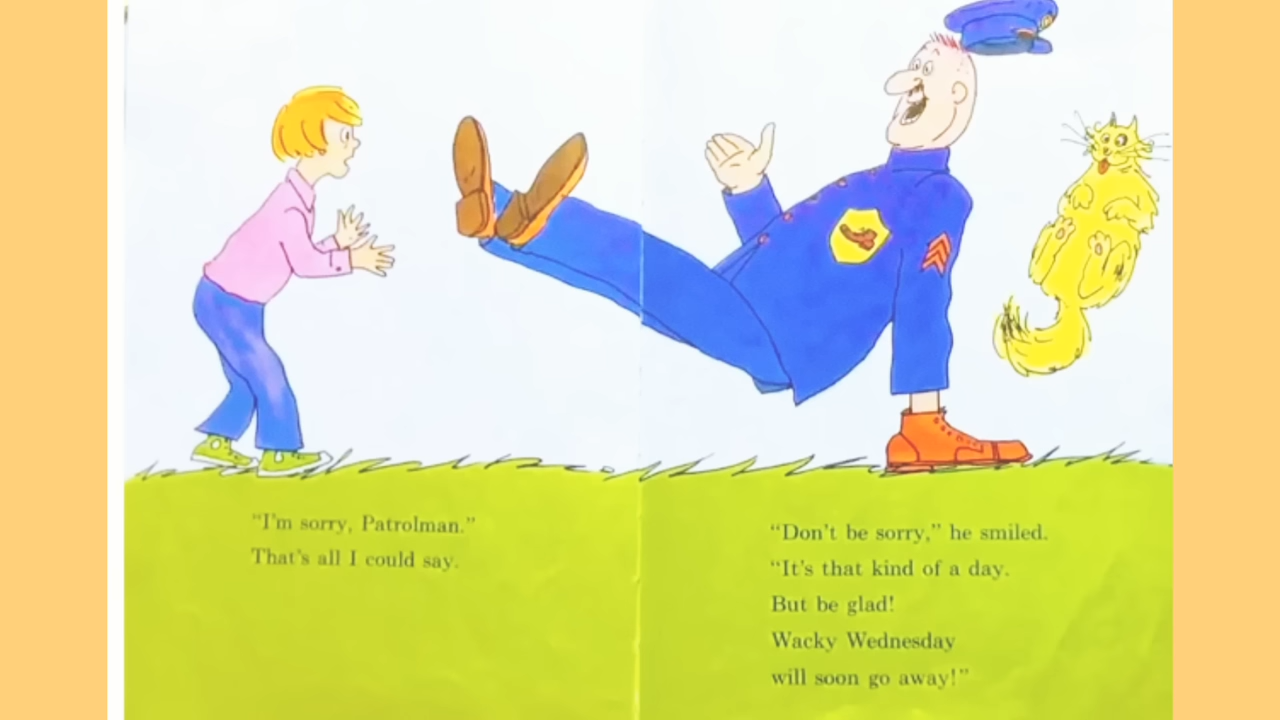 “I’m sorry, Patrolman.”
That’s all I could say.
“Don’t be sorry,” he smiled.
“It’s that kind of a day.
But be glad!
Wacky Wednesday
will soon go away!”